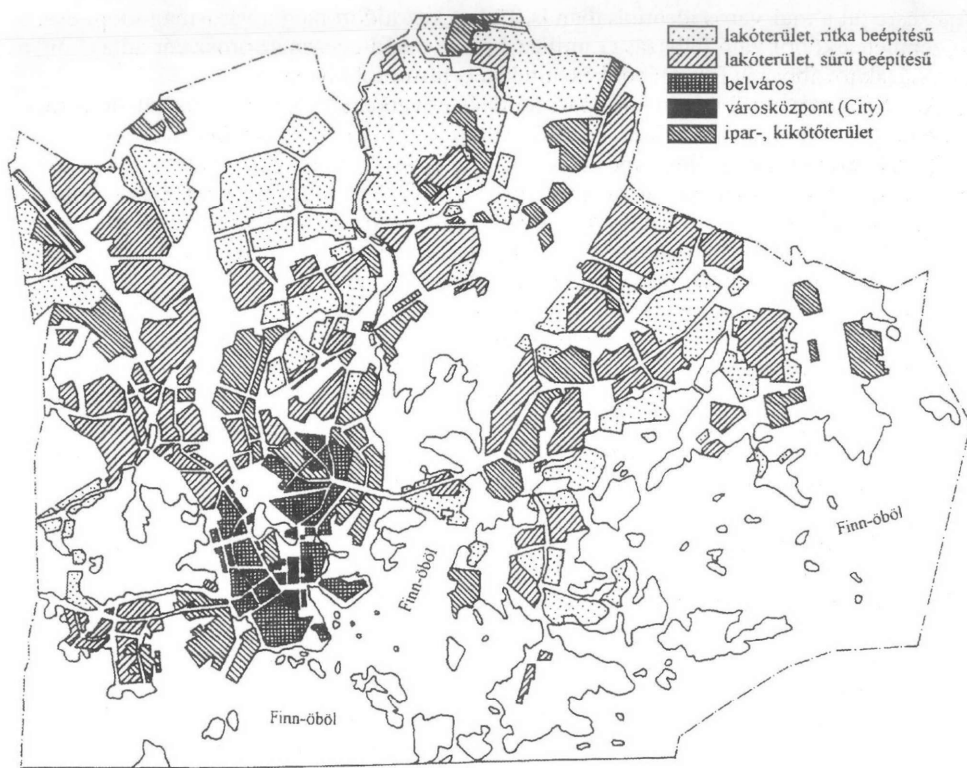 lakóterület, ritka beépítésű
lakóterület, sűrű beépítésű
belváros
városközpont (City)
ipar-, kikötőterület
Finn-öböl
Finn-öböl
Finn-öböl